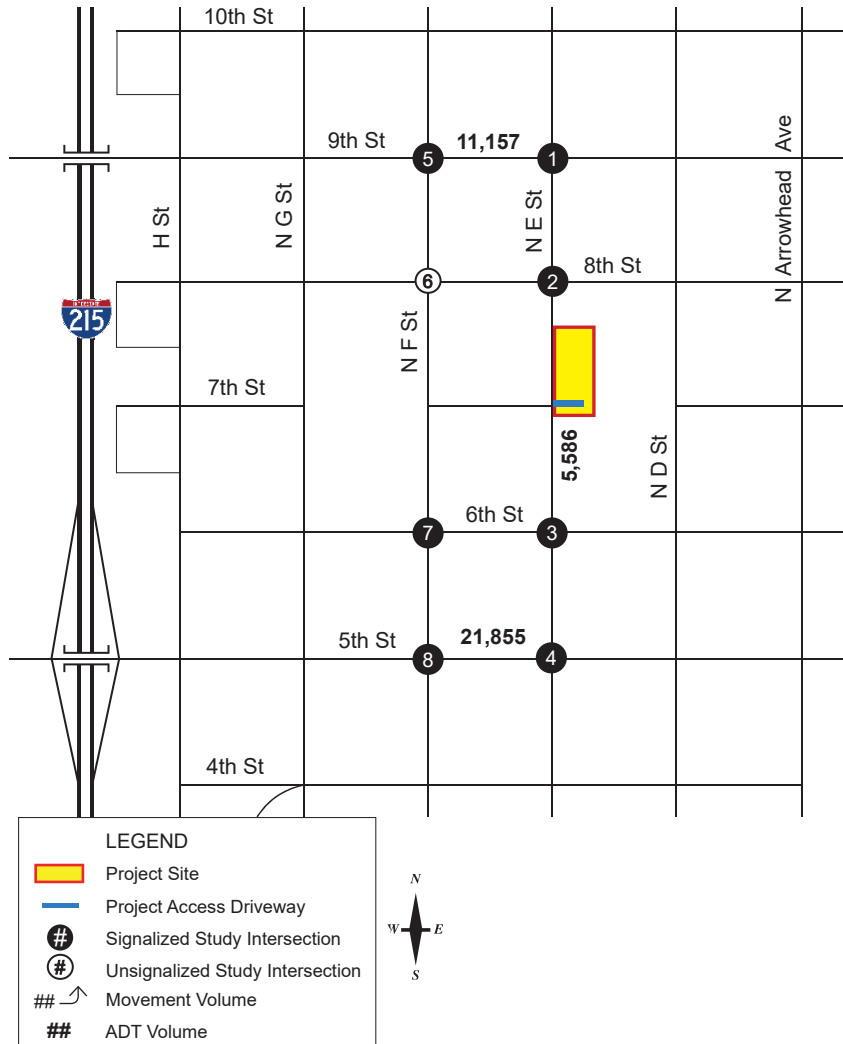 10th St
9th St
11,157
5
1
N Arrowhead Ave
H St
N G St
N E St
8th St
6
2
INTERSTATE
215
N F St
7th St
5,586
N D St
6th St
7
3
5th St
21,855
8
4
4th St
LEGEND
Project Site
Project Access Driveway
# Signalized Study Intersection
# Unsignalized Study Intersection
## Movement Volume
## ADT Volume
N
W E
S